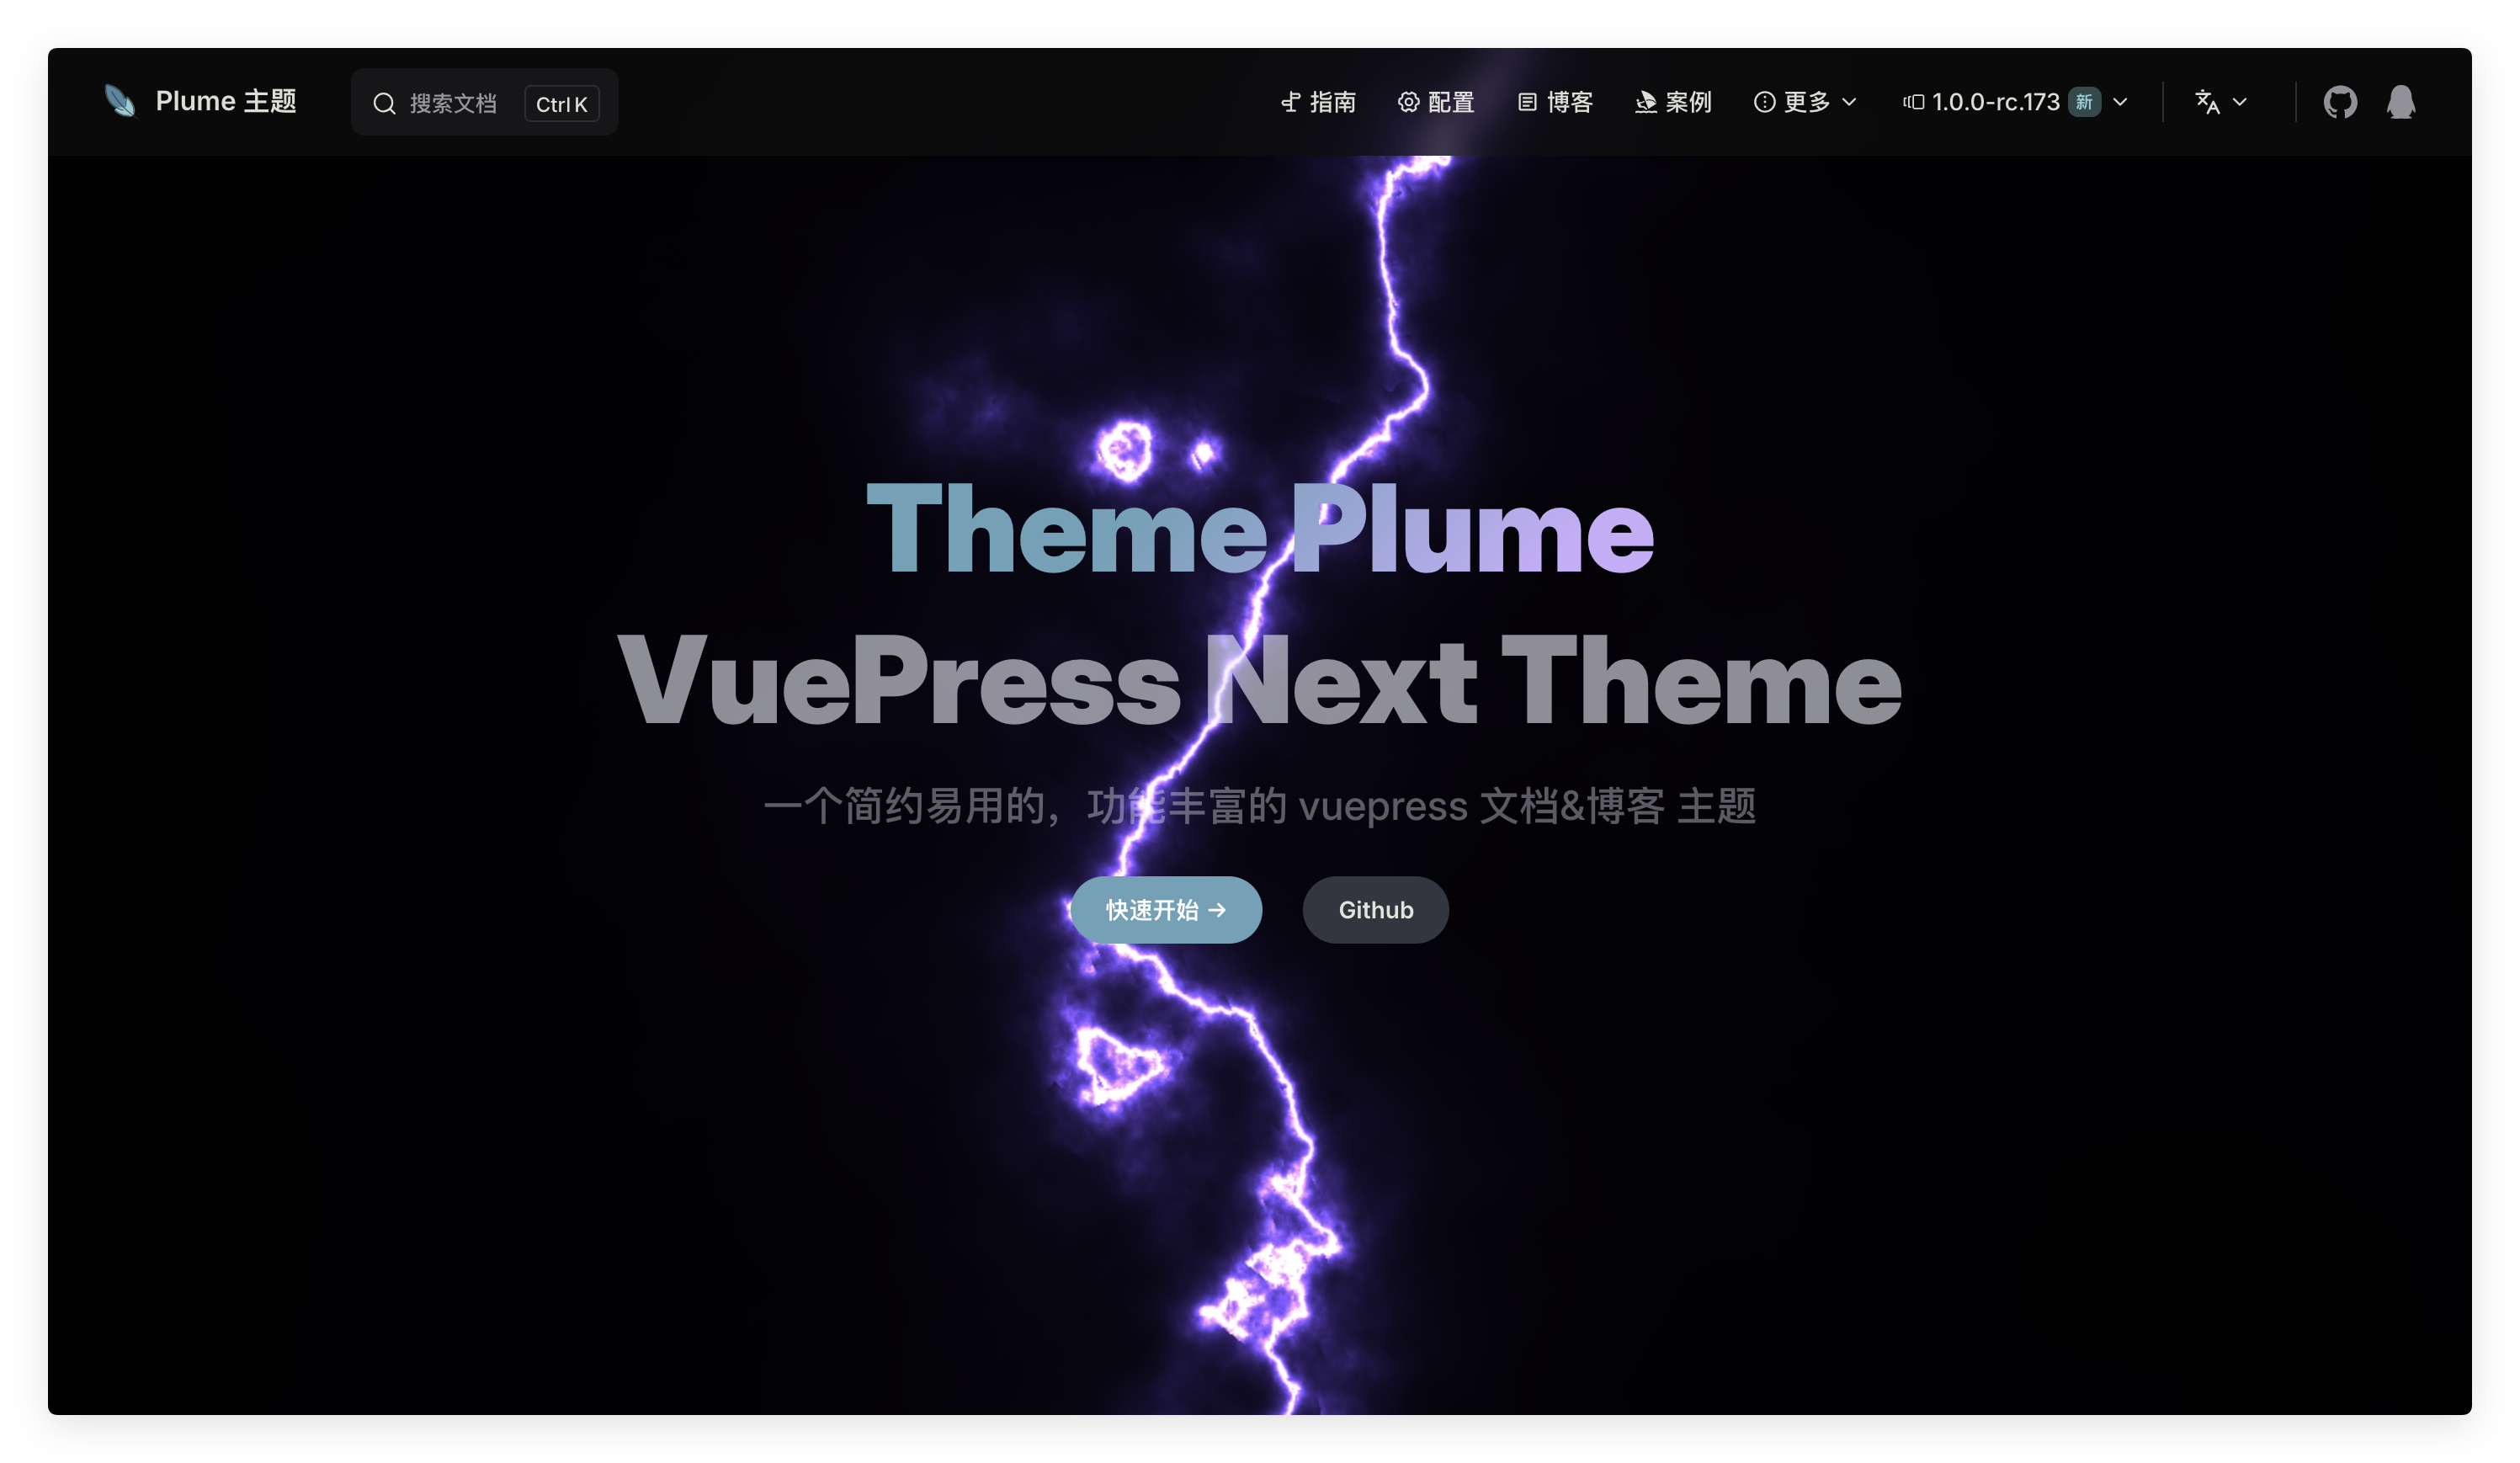 Plume 主题 搜索文档 Ctrl K 指南 配置 博客 案例 更多 1.0.0-rc.173 新
Theme Plume
VuePress Next Theme
一个简约易用的，功能丰富的 vuepress 文档&博客 主题
快速开始 → Github